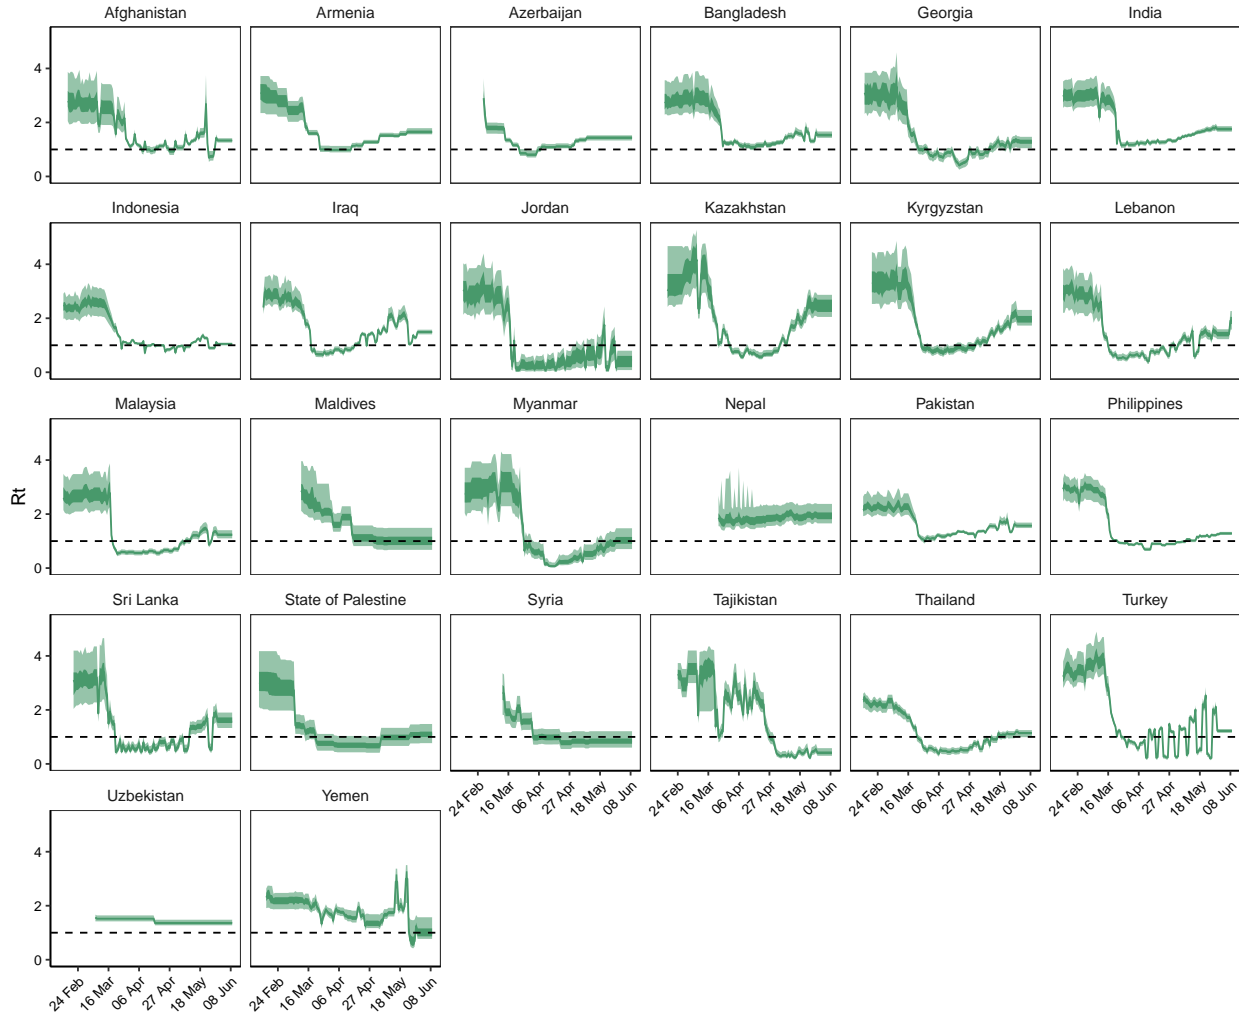 Afghanistan Armenia Azerbaijan Bangladesh Georgia India
4
2
0
Indonesia Iraq Jordan Kazakhstan Kyrgyzstan Lebanon
4
2
0
Malaysia Maldives Myanmar Nepal Pakistan Philippines
4
2
0
Rt
Sri Lanka State of Palestine Syria Tajikistan Thailand Turkey
4
2
0
24 Feb 16 Mar 06 Apr 27 Apr 18 May 08 Jun 24 Feb 16 Mar 06 Apr 27 Apr 18 May 08 Jun 24 Feb 16 Mar 06 Apr 27 Apr 18 May 08 Jun 24 Feb 16 Mar 06 Apr 27 Apr 18 May 08 Jun
Uzbekistan Yemen
4
2
0
24 Feb 16 Mar 06 Apr 27 Apr 18 May 08 Jun 24 Feb 16 Mar 06 Apr 27 Apr 18 May 08 Jun